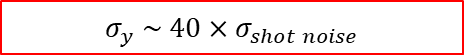 σ_y ~ 40 × σ_shot noise